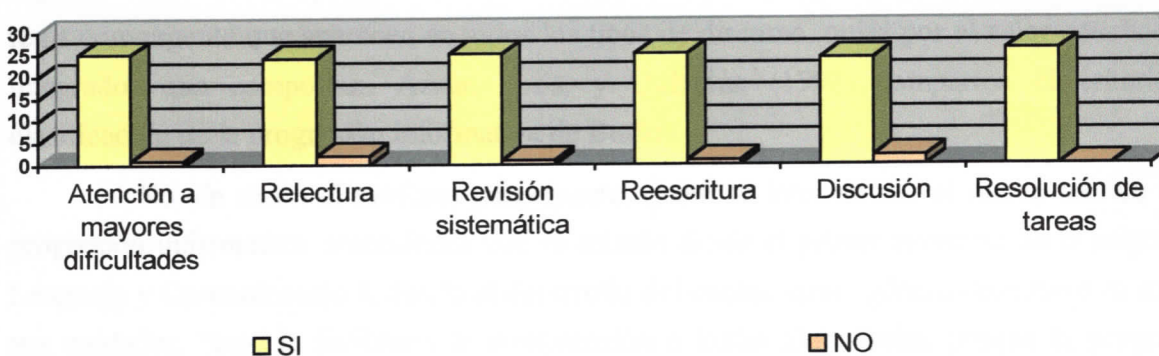 30
25
20
15
10
5
0
Atención a mayores dificultades
Relectura
Revisión sistemática
Reescritura
Discusión
Resolución de tareas
SI
NO